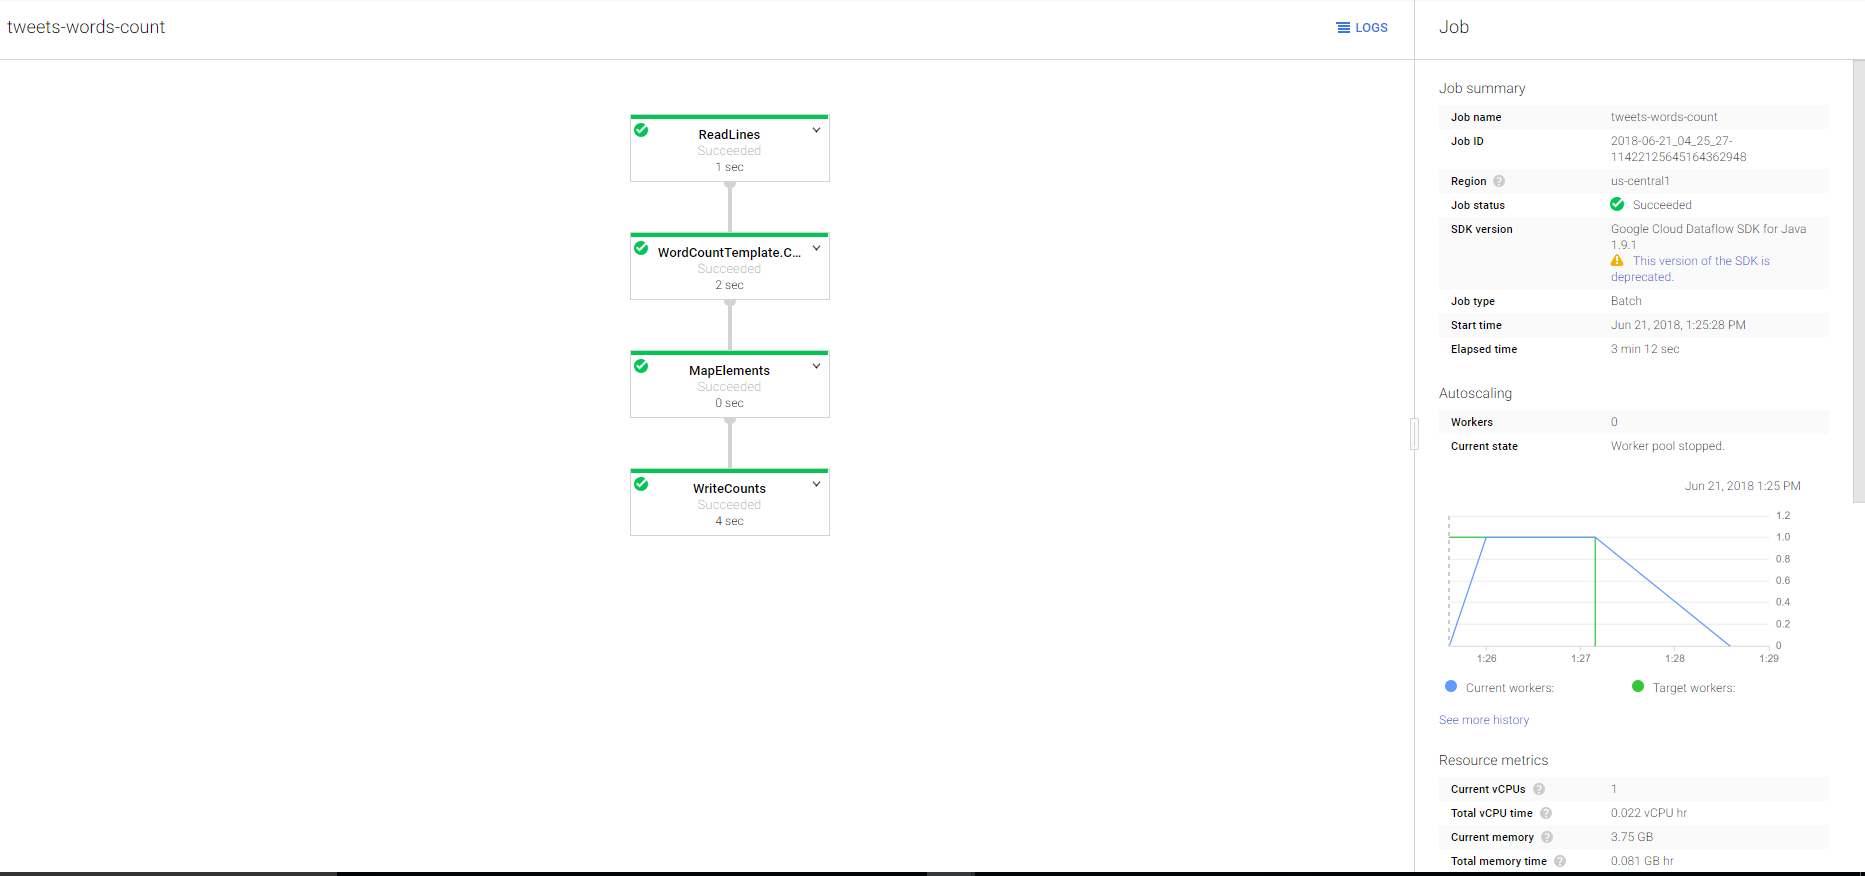 tweets-words-count
LOGS
Job
ReadLines
Succeeded
1 sec
WordCountTemplate.C...
Succeeded
2 sec
MapElements
Succeeded
0 sec
WriteCounts
Succeeded
4 sec
Job summary
Job name tweets-words-count
Job ID 2018-06-21_04_25_27-
11422125645164362948
Region ? us-central1
Job status Succeeded
SDK version Google Cloud Dataflow SDK for Java
1.9.1
This version of the SDK is
deprecated.
Job type Batch
Start time Jun 21, 2018, 1:25:28 PM
Elapsed time 3 min 12 sec
Autoscaling
Workers 0
Current state Worker pool stopped.
Jun 21, 2018 1:25 PM
1.2
1.0
0.8
0.6
0.4
0.2
0
1:26 1:27 1:28 1:29
Current workers: Target workers:
See more history
Resource metrics
Current vCPUs ? 1
Total vCPU time ? 0.022 vCPU hr
Current memory ? 3.75 GB
Total memory time ? 0.081 GB hr